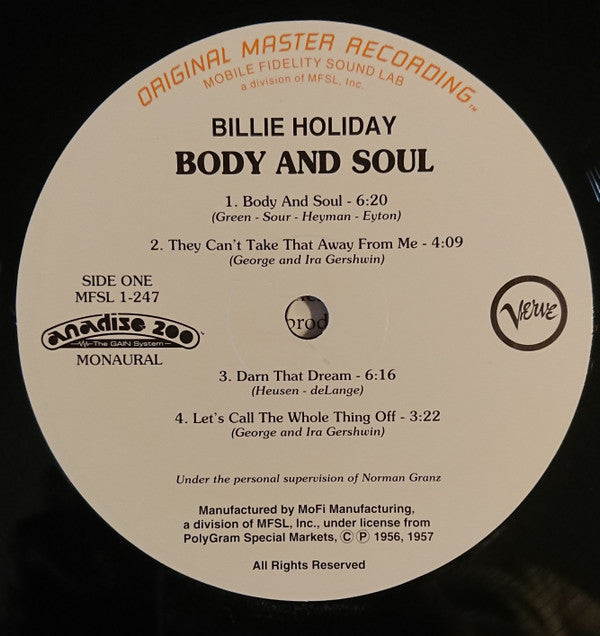 ORIGINAL MASTER RECORDING™
MOBILE FIDELITY SOUND LAB
a division of MFSL, Inc.
BILLIE HOLIDAY
BODY AND SOUL
1. Body And Soul - 6:20
(Green - Sour - Heyman - Eyton)
2. They Can't Take That Away From Me - 4:09
(George and Ira Gershwin)
SIDE ONE
MFSL 1-247
anadisc 200™
The GAIN System
MONAURAL
prod
Verve
3. Darn That Dream - 6:16
(Heusen - deLange)
4. Let's Call The Whole Thing Off - 3:22
(George and Ira Gershwin)
Under the personal supervision of Norman Granz
Manufactured by MoFi Manufacturing,
a division of MFSL, Inc., under license from
PolyGram Special Markets, Ⓒ Ⓟ 1956, 1957
All Rights Reserved